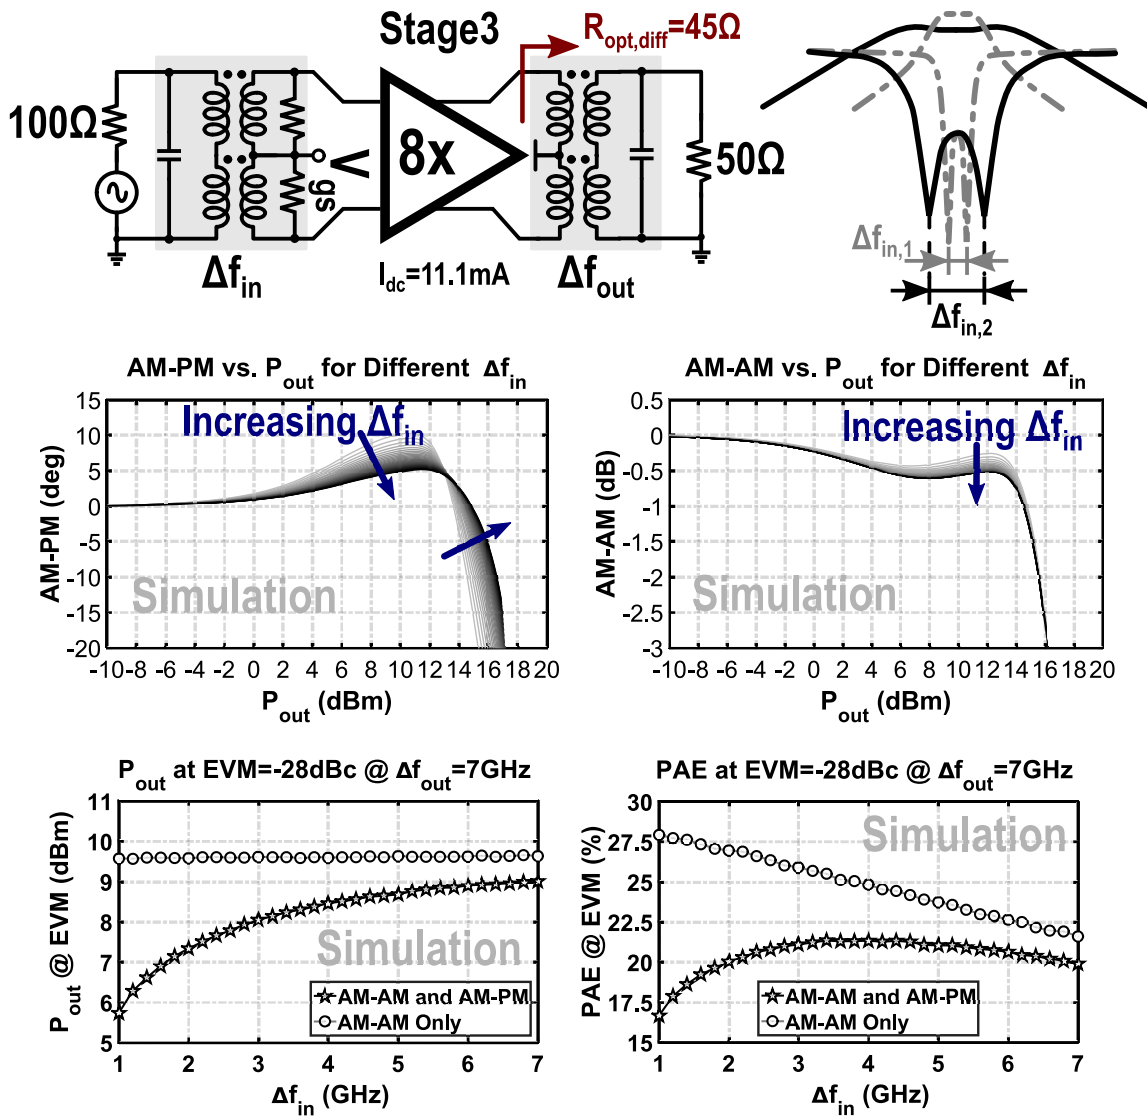 Stage3
R_opt,diff=45Ω
100Ω
V_gs
8x
50Ω
Δf_in
I_dc=11.1mA
Δf_out
Δf_in,1
Δf_in,2
AM-PM vs. P_out for Different Δf_in
Increasing Δf_in
Simulation
AM-PM (deg)
15
10
5
0
-5
-10
-15
-20
-10 -8 -6 -4 -2 0 2 4 6 8 10 12 14 16 18 20
P_out (dBm)
AM-AM vs. P_out for Different Δf_in
Increasing Δf_in
Simulation
AM-AM (dB)
0.5
0
-0.5
-1
-1.5
-2
-2.5
-3
-10 -8 -6 -4 -2 0 2 4 6 8 10 12 14 16 18 20
P_out (dBm)
P_out at EVM=-28dBc @ Δf_out=7GHz
P_out @ EVM (dBm)
11
10
9
8
7
6
5
Simulation
AM-AM and AM-PM
AM-AM Only
1 2 3 4 5 6 7
Δf_in (GHz)
PAE at EVM=-28dBc @ Δf_out=7GHz
PAE @ EVM (%)
30
27.5
25
22.5
20
17.5
15
Simulation
AM-AM and AM-PM
AM-AM Only
1 2 3 4 5 6 7
Δf_in (GHz)